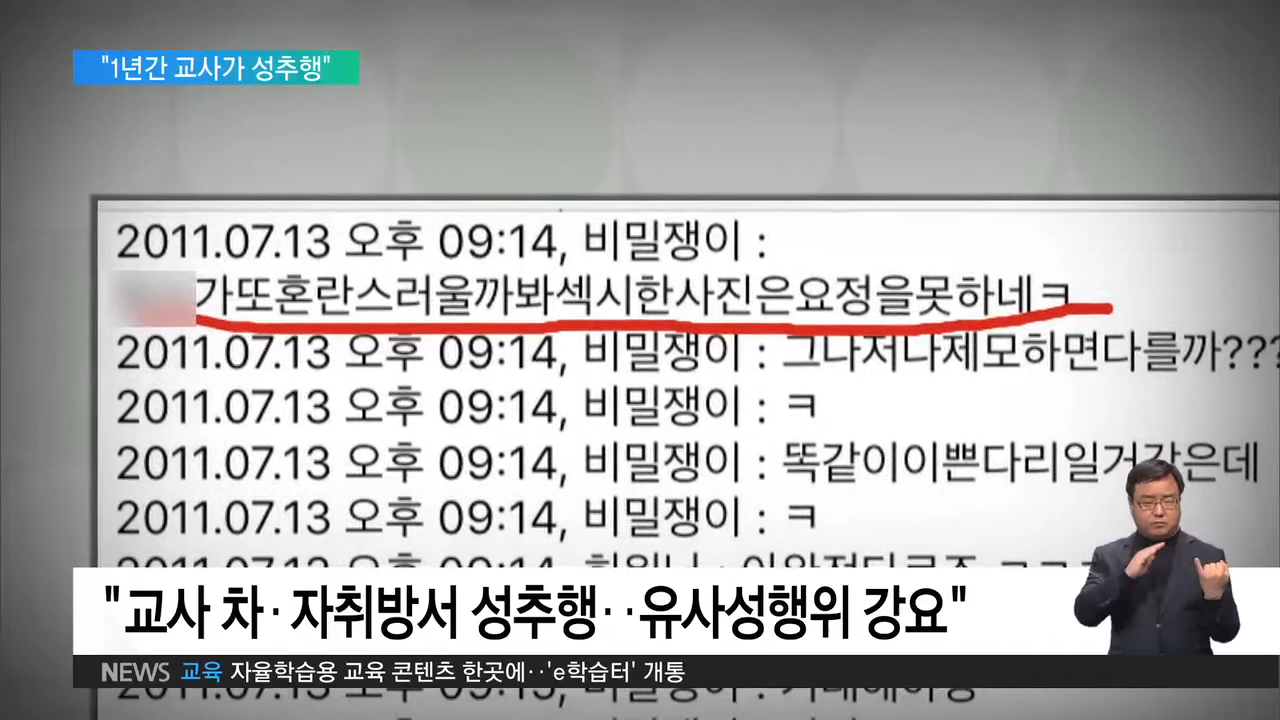 "1년간 교사가 성추행"
2011.07.13 오후 09:14, 비밀쟁이 :
가또혼란스러울까봐섹시한사진은요정을못하네ㅋ
2011.07.13 오후 09:14, 비밀쟁이 : 그나저나제모하면다를까???
2011.07.13 오후 09:14, 비밀쟁이 : ㅋ
2011.07.13 오후 09:14, 비밀쟁이 : 똑같이이쁜다리일거같은데
2011.07.13 오후 09:14, 비밀쟁이 : ㅋ
"교사 차·자취방서 성추행‥유사성행위 강요"
NEWS 교육 자율학습용 교육 콘텐츠 한곳에‥'e학습터' 개통